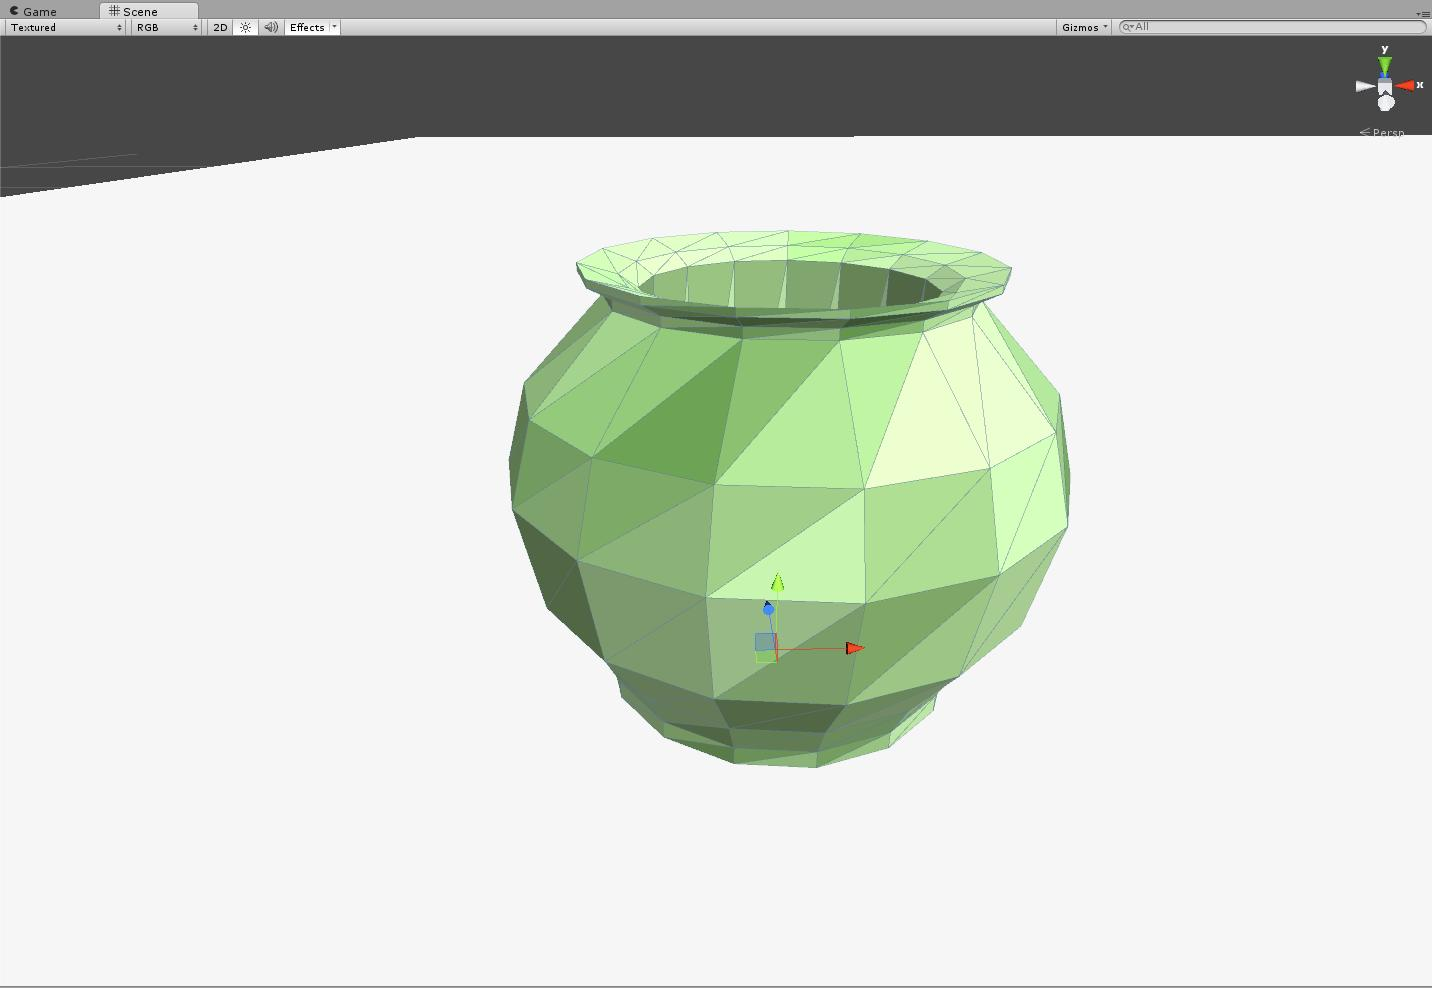 Game Scene
Textured RGB 2D Effects Gizmos All
y
x
Persp